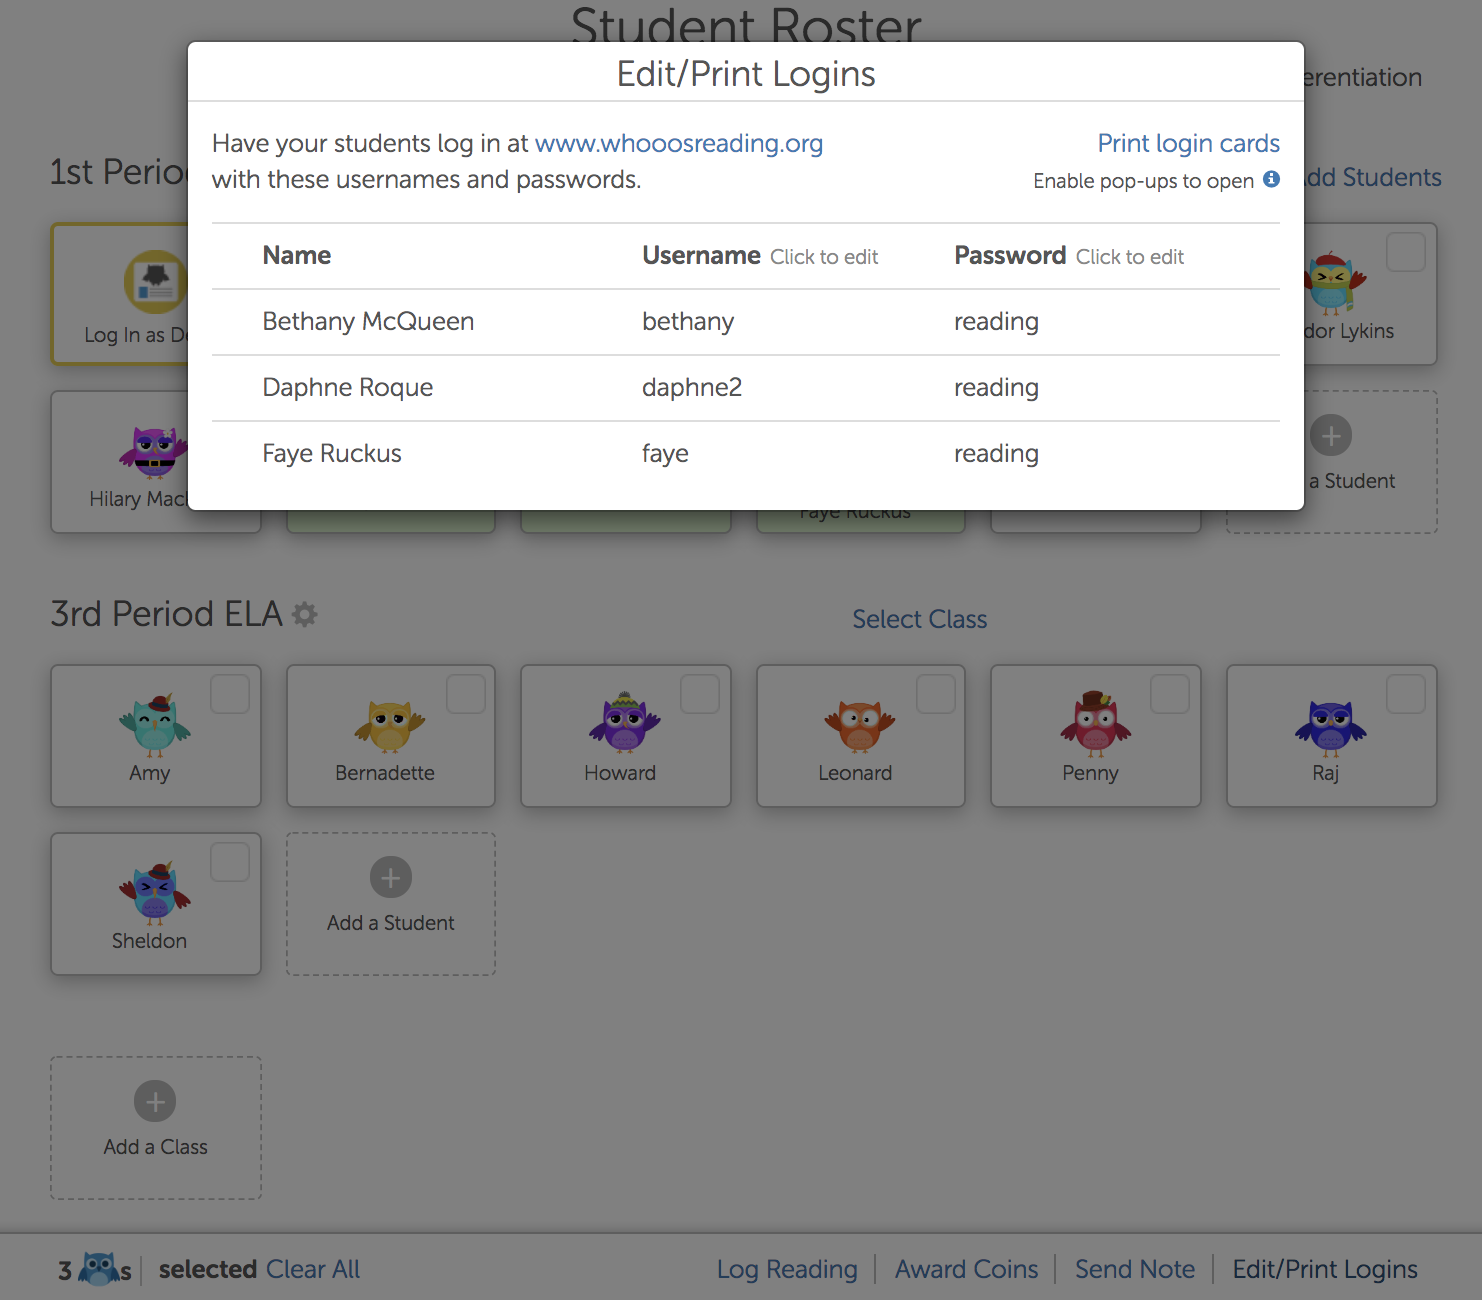 Student Roster
Edit/Print Logins
erentiation
Have your students log in at www.whooosreading.org
Print login cards
with these usernames and passwords.
Enable pop-ups to open
1st Perio
dd Students
Name Username Click to edit Password Click to edit
Bethany McQueen bethany reading
Daphne Roque daphne2 reading
Faye Ruckus faye reading
Log In as De
dor Lykins
Hilary Mac
a Student
Faye Ruckus
3rd Period ELA
Select Class
Amy
Bernadette
Howard
Leonard
Penny
Raj
Sheldon
Add a Student
Add a Class
3 s selected Clear All
Log Reading
Award Coins
Send Note
Edit/Print Logins